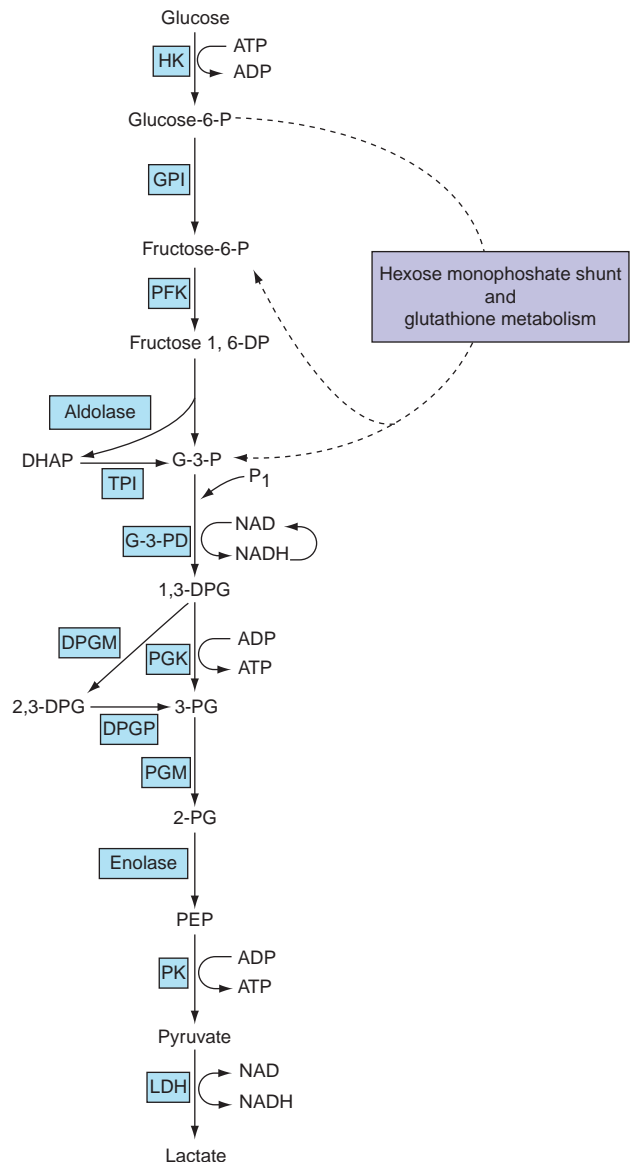 Glucose
ATP
HK
ADP
Glucose-6-P
GPI
Fructose-6-P
Hexose monophoshate shunt
and
glutathione metabolism
PFK
Fructose 1, 6-DP
Aldolase
DHAP
G-3-P
TPI
P1
NAD
G-3-PD
NADH
1,3-DPG
DPGM
ADP
PGK
ATP
2,3-DPG
3-PG
DPGP
PGM
2-PG
Enolase
PEP
ADP
PK
ATP
Pyruvate
NAD
LDH
NADH
Lactate